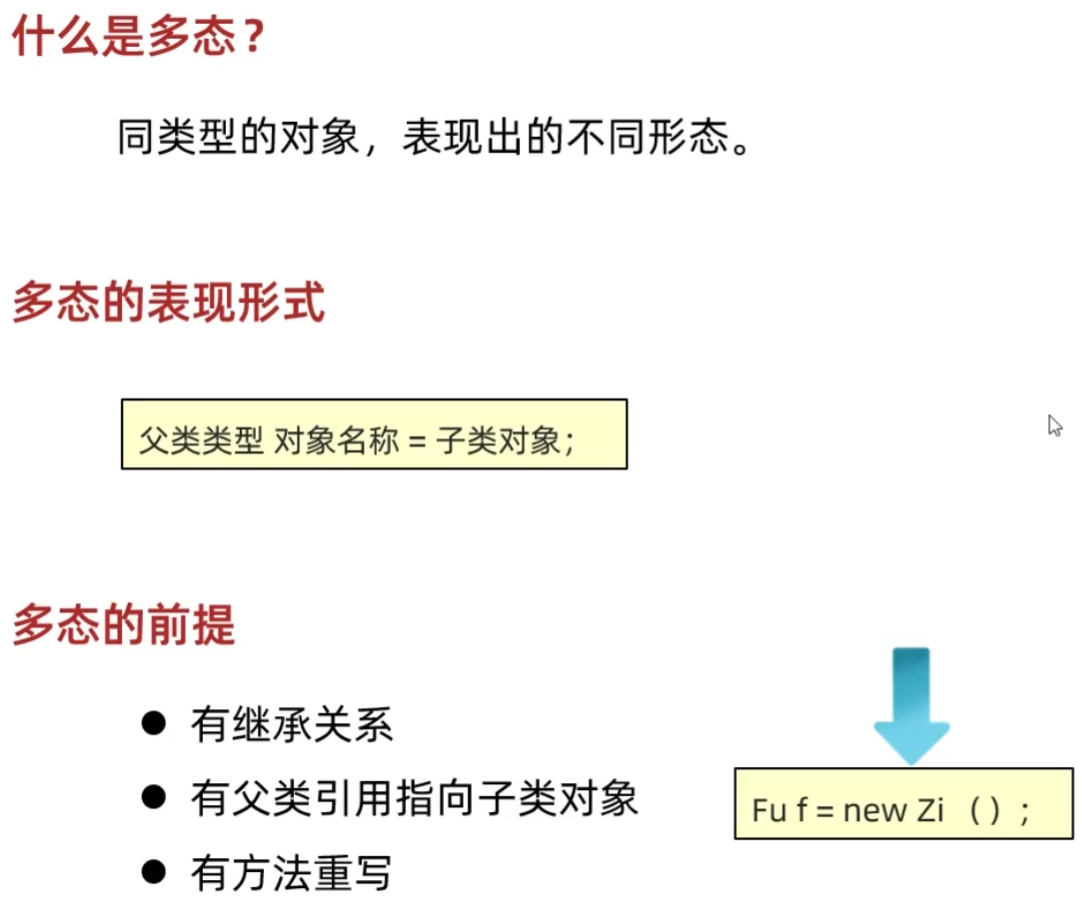 什么是多态？
同类型的对象，表现出的不同形态。
多态的表现形式
父类类型 对象名称 = 子类对象；
多态的前提
● 有继承关系
● 有父类引用指向子类对象
Fu f = new Zi （）；
● 有方法重写